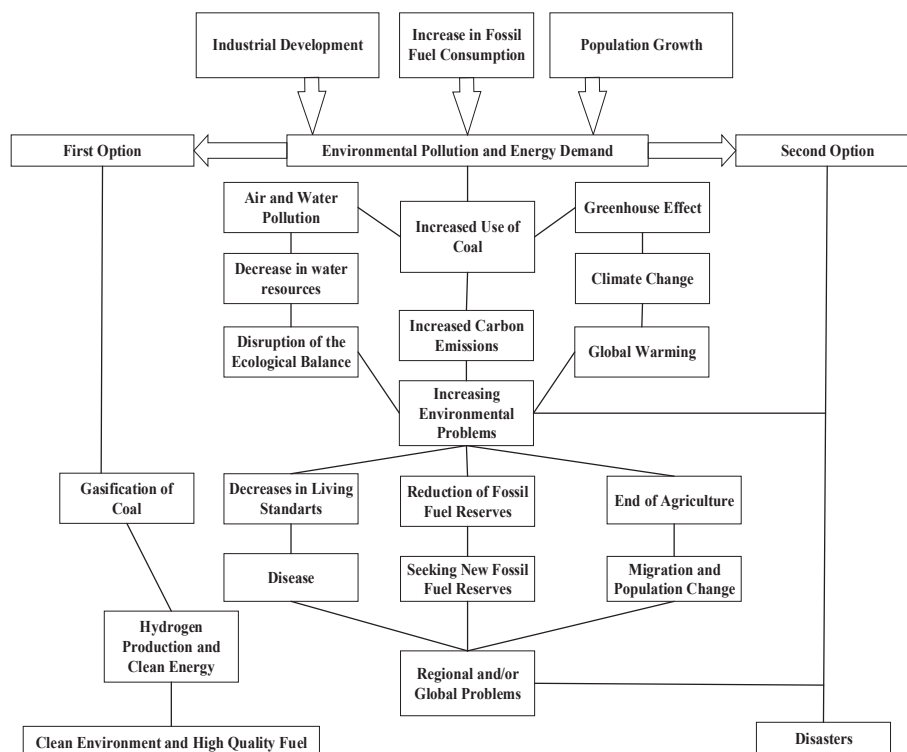 Industrial Development
Increase in Fossil
Fuel Consumption
Population Growth
First Option
Environmental Pollution and Energy Demand
Second Option
Air and Water
Pollution
Increased Use of
Coal
Greenhouse Effect
Decrease in water
resources
Climate Change
Disruption of the
Ecological Balance
Increased Carbon
Emissions
Global Warming
Increasing
Environmental
Problems
Gasification of
Coal
Decreases in Living
Standarts
Reduction of Fossil
Fuel Reserves
End of Agriculture
Disease
Seeking New Fossil
Fuel Reserves
Migration and
Population Change
Hydrogen
Production and
Clean Energy
Regional and/or
Global Problems
Clean Environment and High Quality Fuel
Disasters